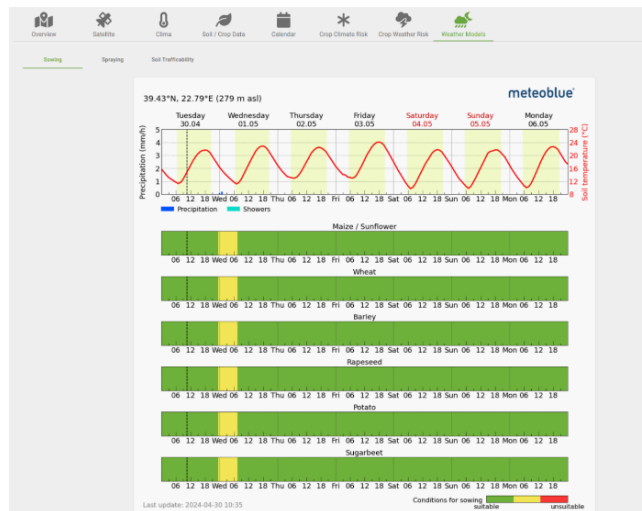 Overview Satellite Clima Soil / Crop Data Calendar Crop Climate Risk Crop Weather Risk Weather Models
Sowing Spraying Soil Trafficability
meteoblue
39.43°N, 22.79°E (279 m asl)
Tuesday Wednesday Thursday Friday Saturday Sunday Monday
30.04 01.05 02.05 03.05 04.05 05.05 06.05
Precipitation (mm/h)
5 4 3 2 1 0
28 24 20 16 12 8
Soil temperature (°C)
06 12 18 Wed 06 12 18 Thu 06 12 18 Fri 06 12 18 Sat 06 12 18 Sun 06 12 18 Mon 06 12 18
Precipitation Showers
Maize / Sunflower
06 12 18 Wed 06 12 18 Thu 06 12 18 Fri 06 12 18 Sat 06 12 18 Sun 06 12 18 Mon 06 12 18
Wheat
06 12 18 Wed 06 12 18 Thu 06 12 18 Fri 06 12 18 Sat 06 12 18 Sun 06 12 18 Mon 06 12 18
Barley
06 12 18 Wed 06 12 18 Thu 06 12 18 Fri 06 12 18 Sat 06 12 18 Sun 06 12 18 Mon 06 12 18
Rapeseed
06 12 18 Wed 06 12 18 Thu 06 12 18 Fri 06 12 18 Sat 06 12 18 Sun 06 12 18 Mon 06 12 18
Potato
06 12 18 Wed 06 12 18 Thu 06 12 18 Fri 06 12 18 Sat 06 12 18 Sun 06 12 18 Mon 06 12 18
Sugarbeet
06 12 18 Wed 06 12 18 Thu 06 12 18 Fri 06 12 18 Sat 06 12 18 Sun 06 12 18 Mon 06 12 18
Last update: 2024-04-30 10:35
Conditions for sowing
suitable unsuitable